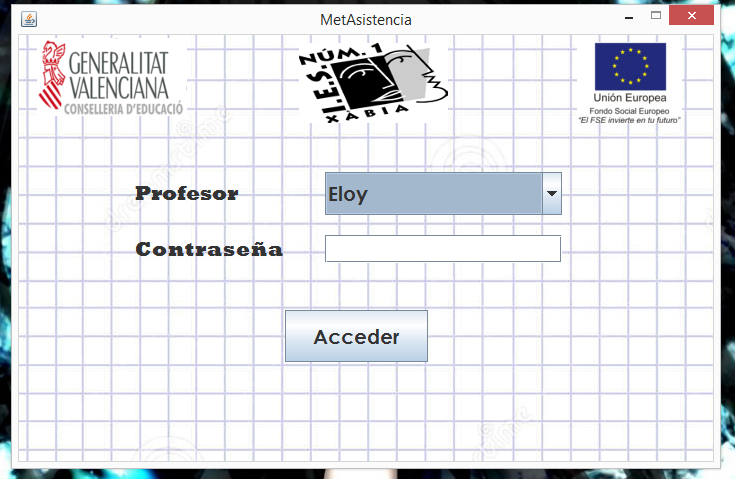 MetAsistencia
GENERALITAT
VALENCIANA
CONSELLERIA D'EDUCACIÓ
I.E.S. NÚM. 1
XABIA
Unión Europea
Fondo Social Europeo
"El FSE invierte en tu futuro"
Profesor
Eloy
Contraseña
Acceder